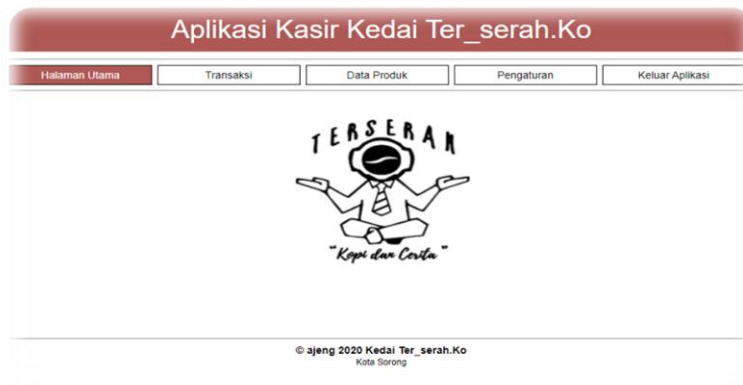 Aplikasi Kasir Kedai Ter_serah.Ko
Halaman Utama Transaksi Data Produk Pengaturan Keluar Aplikasi
TERSERAH
"Kopi dan Cerita"
© ajeng 2020 Kedai Ter_serah.Ko
Kota Sorong